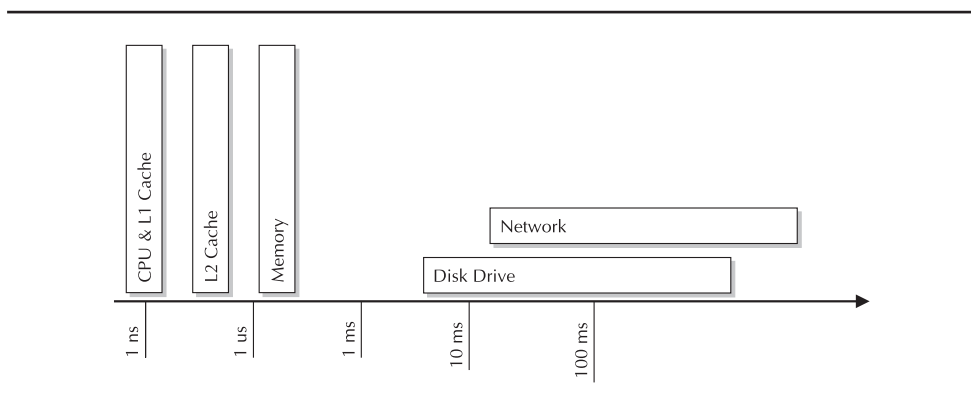 CPU & L1 Cache
L2 Cache
Memory
Network
Disk Drive
1 ns
1 us
1 ms
10 ms
100 ms